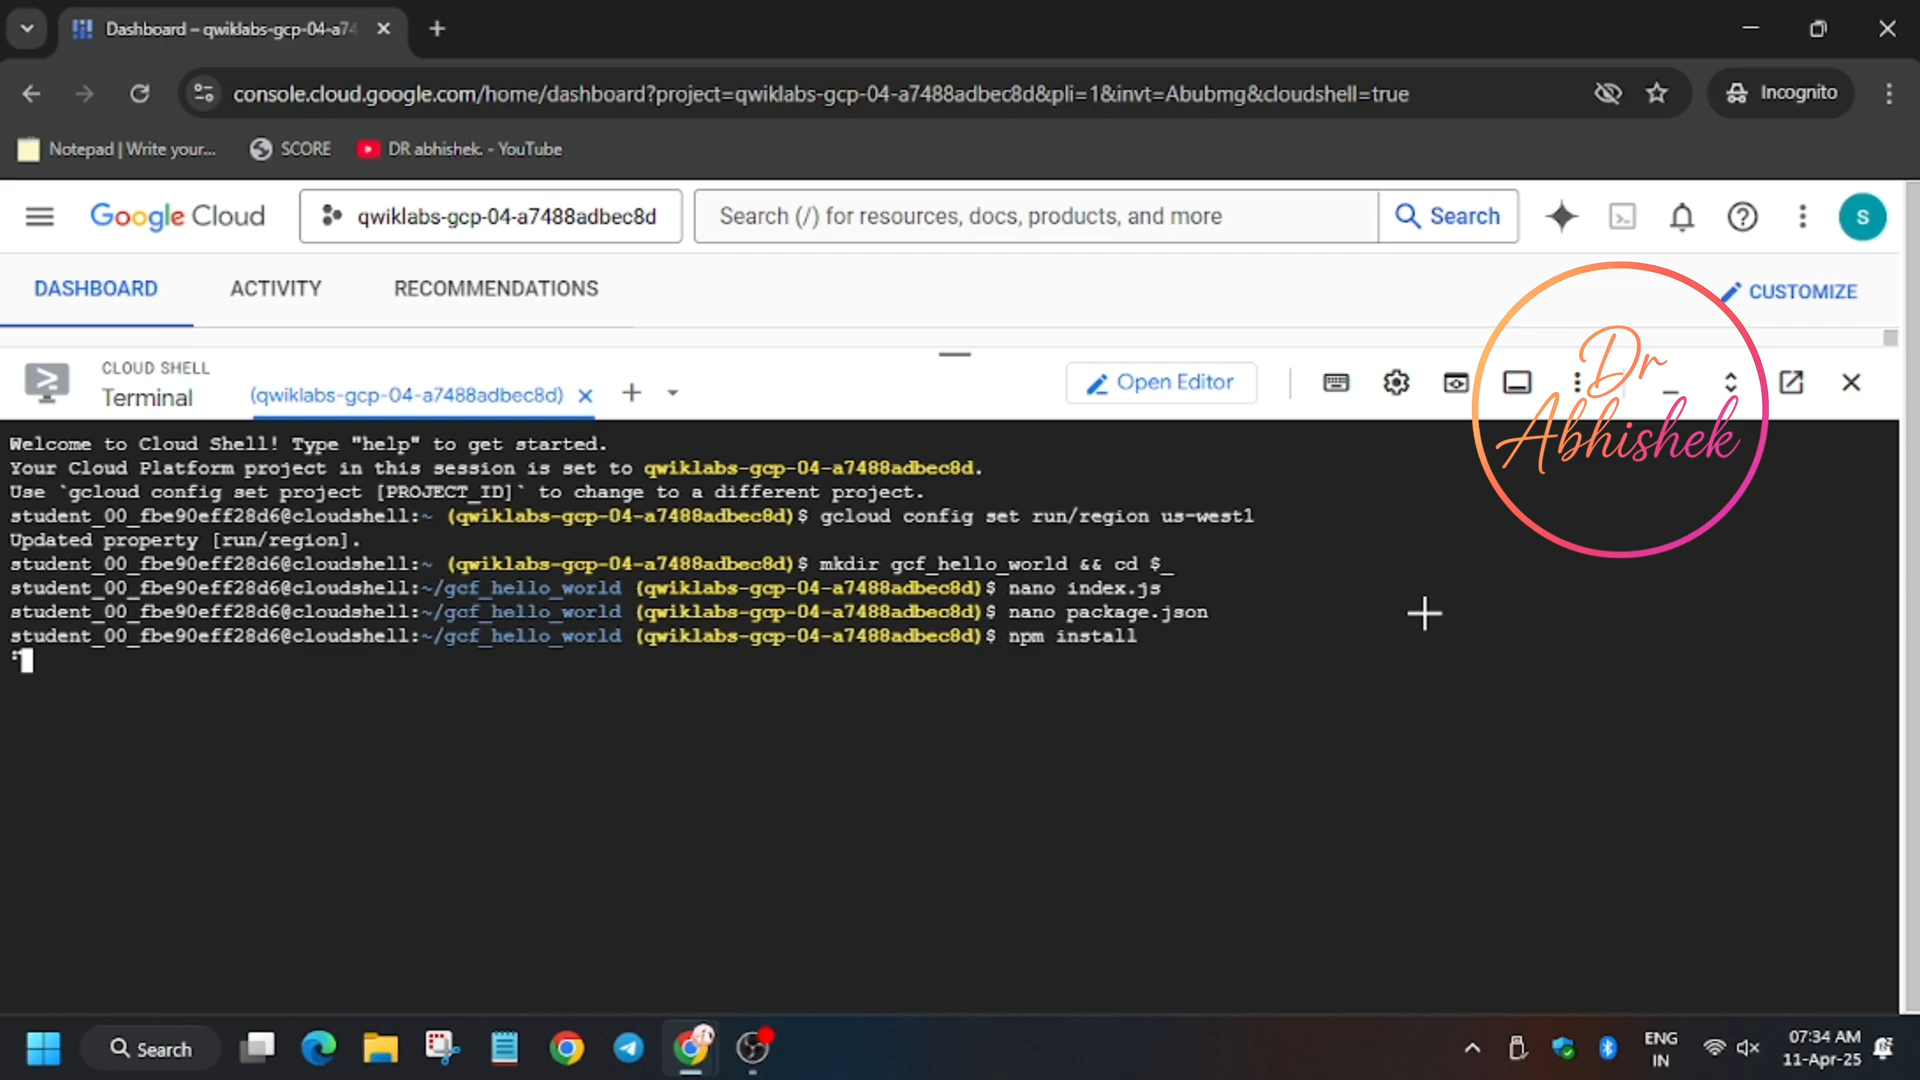 Dashboard – qwiklabs-gcp-04-a74
console.cloud.google.com/home/dashboard?project=qwiklabs-gcp-04-a7488adbec8d&pli=1&invt=Abubmg&cloudshell=true
Incognito
Notepad | Write your...
SCORE
DR abhishek. - YouTube
Google Cloud
qwiklabs-gcp-04-a7488adbec8d
Search (/) for resources, docs, products, and more
Search
S
DASHBOARD
ACTIVITY
RECOMMENDATIONS
CUSTOMIZE
Dr
Abhishek
CLOUD SHELL
Terminal
(qwiklabs-gcp-04-a7488adbec8d)
Open Editor
Welcome to Cloud Shell! Type "help" to get started.
Your Cloud Platform project in this session is set to qwiklabs-gcp-04-a7488adbec8d.
Use `gcloud config set project [PROJECT_ID]` to change to a different project.
student_00_fbe90eff28d6@cloudshell:~ (qwiklabs-gcp-04-a7488adbec8d)$ gcloud config set run/region us-west1
Updated property [run/region].
student_00_fbe90eff28d6@cloudshell:~ (qwiklabs-gcp-04-a7488adbec8d)$ mkdir gcf_hello_world && cd $_
student_00_fbe90eff28d6@cloudshell:~/gcf_hello_world (qwiklabs-gcp-04-a7488adbec8d)$ nano index.js
student_00_fbe90eff28d6@cloudshell:~/gcf_hello_world (qwiklabs-gcp-04-a7488adbec8d)$ nano package.json
student_00_fbe90eff28d6@cloudshell:~/gcf_hello_world (qwiklabs-gcp-04-a7488adbec8d)$ npm install
Search
ENG
IN
07:34 AM
11-Apr-25